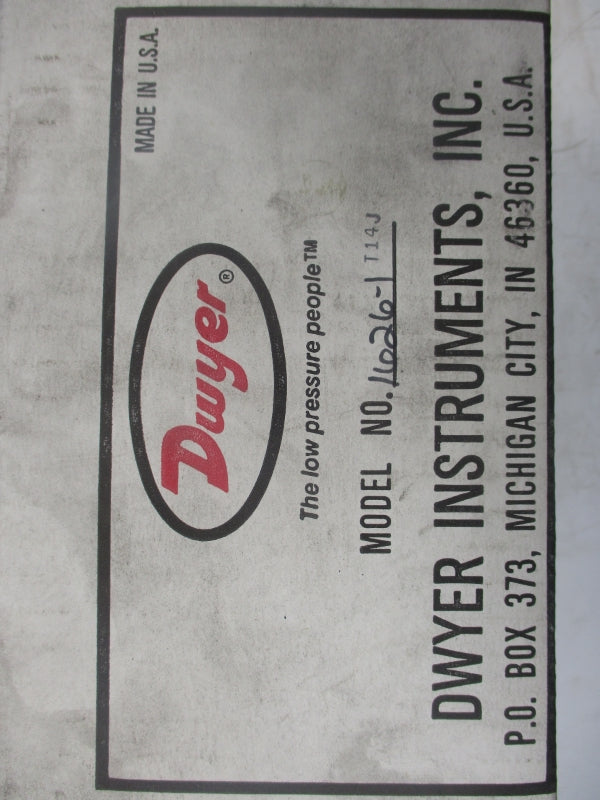 MADE IN U.S.A.
Dwyer®
The low pressure people™
MODEL NO. 1626-1 T14J
DWYER INSTRUMENTS, INC.
P.O. BOX 373, MICHIGAN CITY, IN 46360, U.S.A.